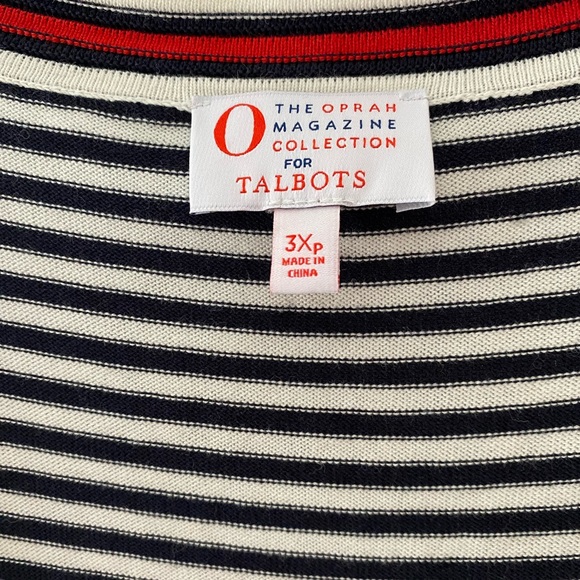 O THE OPRAH
MAGAZINE
COLLECTION
FOR
TALBOTS
3XP
MADE IN
CHINA